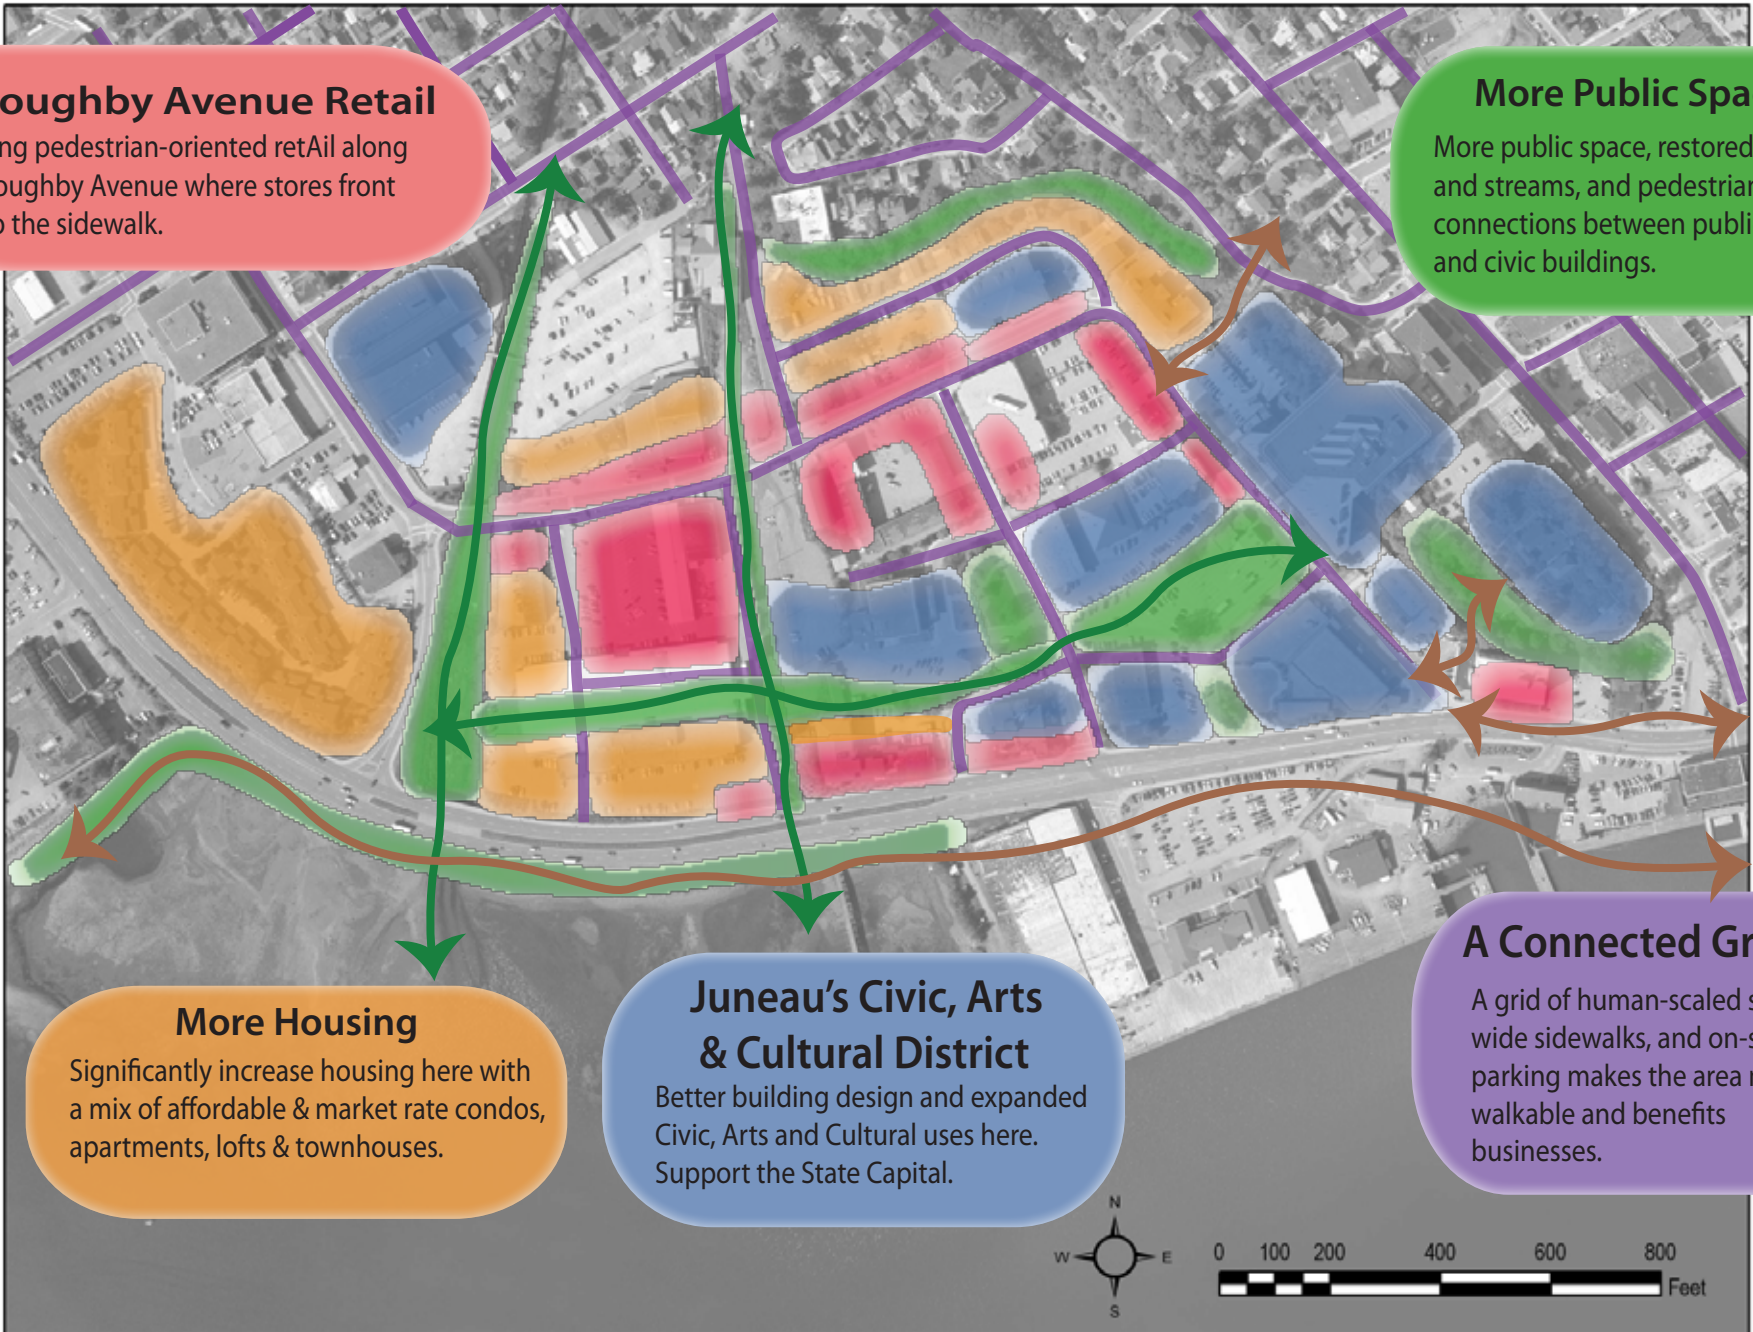 oughby Avenue Retail
ng pedestrian-oriented retAil along
oughby Avenue where stores front
o the sidewalk.
More Public Spa
More public space, restored
and streams, and pedestrian
connections between publi
and civic buildings.
More Housing
Significantly increase housing here with
a mix of affordable & market rate condos,
apartments, lofts & townhouses.
Juneau's Civic, Arts
& Cultural District
Better building design and expanded
Civic, Arts and Cultural uses here.
Support the State Capital.
A Connected Gr
A grid of human-scaled s
wide sidewalks, and on-s
parking makes the area
walkable and benefits
businesses.
N
W E
S
0 100 200 400 600 800
Feet